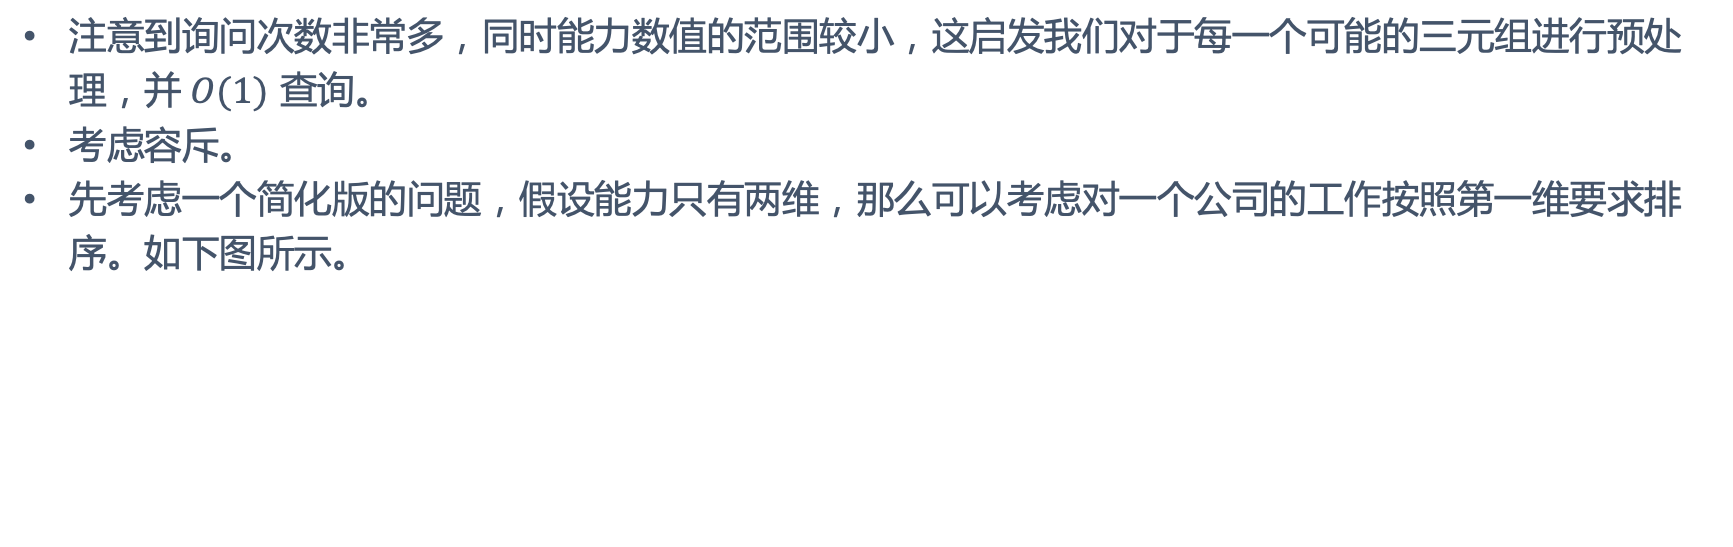 • 注意到询问次数非常多，同时能力数值的范围较小，这启发我们对于每一个可能的三元组进行预处
理，并 O(1) 查询。
• 考虑容斥。
• 先考虑一个简化版的问题，假设能力只有两维，那么可以考虑对一个公司的工作按照第一维要求排
序。如下图所示。